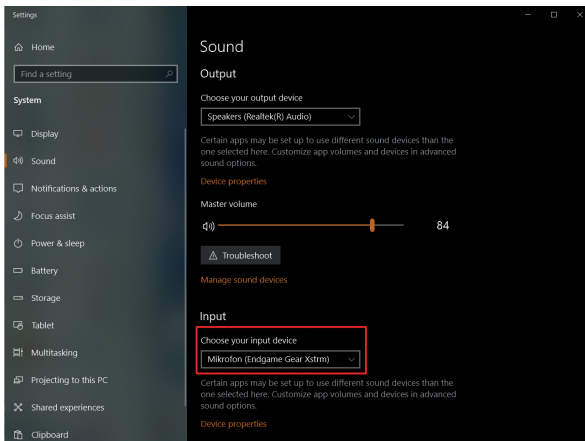 Settings
Home
Find a setting
System
Display
Sound
Notifications & actions
Focus assist
Power & sleep
Battery
Storage
Tablet
Multitasking
Projecting to this PC
Shared experiences
Clipboard
Sound
Output
Choose your output device
Speakers (Realtek(R) Audio)
Certain apps may be set up to use different sound devices than the
one selected here. Customize app volumes and devices in advanced
sound options.
Device properties
Master volume
84
Troubleshoot
Manage sound devices
Input
Choose your input device
Mikrofon (Endgame Gear Xstrm)
Certain apps may be set up to use different sound devices than the
one selected here. Customize app volumes and devices in advanced
sound options.
Device properties